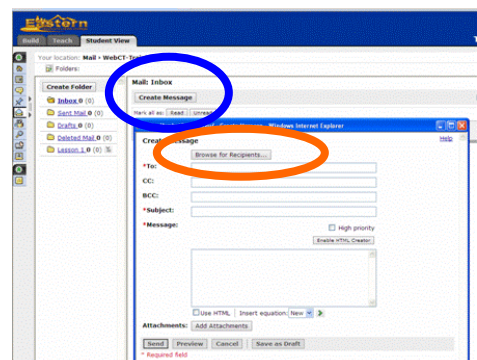 Eastern
Build Teach Student View
Your location: Mail › WebCT-
Folders:
Create Folder
Inbox 0 (0)
Sent Mail 0 (0)
Drafts 0 (0)
Deleted Mail 0 (0)
Lesson 1 0 (0)
Mail: Inbox
Create Message
Mark all as: Read Unread
Windows Internet Explorer
Create Message Help
Browse for Recipients...
*To:
CC:
BCC:
*Subject:
*Message: High priority
Enable HTML Creator
Use HTML | Insert equation: New
Attachments: Add Attachments
Send Preview Cancel | Save as Draft
* Required field